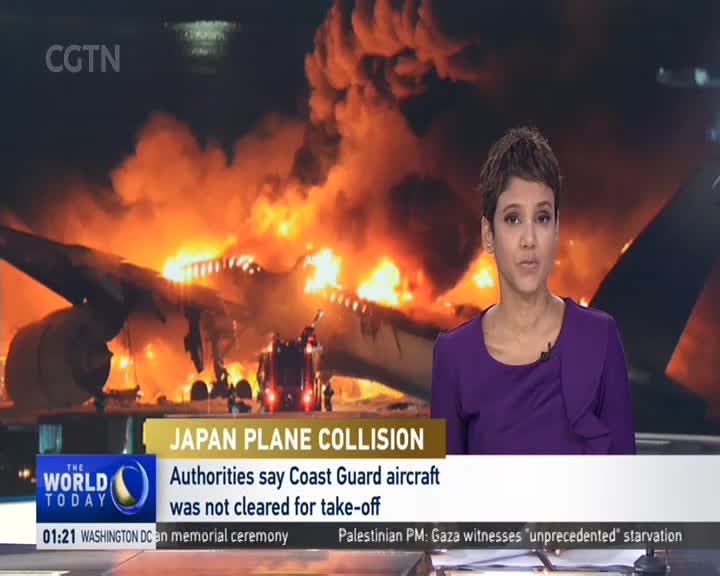 CGTN
JAPAN PLANE COLLISION
Authorities say Coast Guard aircraft
was not cleared for take-off
THE
WORLD
TODAY
01:21 WASHINGTON DC
an memorial ceremony Palestinian PM: Gaza witnesses "unprecedented" starvation